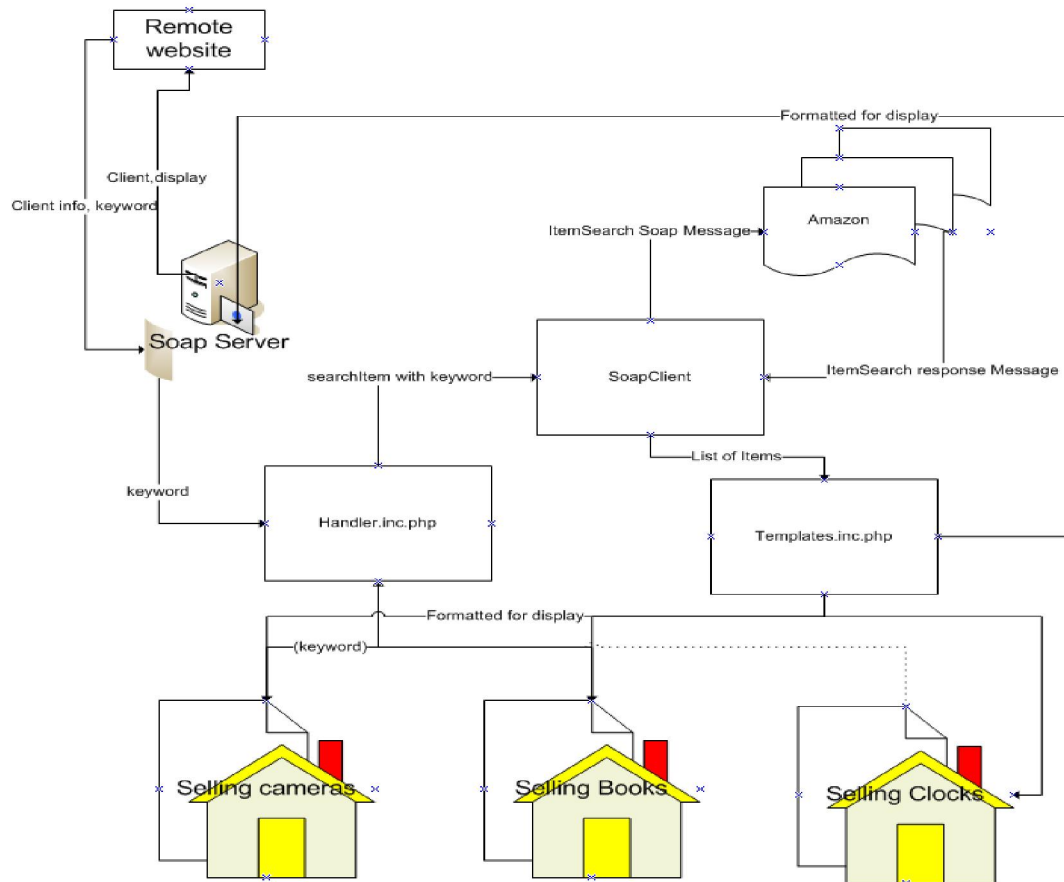 Remote
website
Formatted for display
Client,display
Client info, keyword
Amazon
ItemSearch Soap Message
Soap Server
searchItem with keyword
SoapClient
ItemSearch response Message
List of Items
keyword
Handler.inc.php
Templates.inc.php
Formatted for display
(keyword)
Selling cameras
Selling Books
Selling Clocks